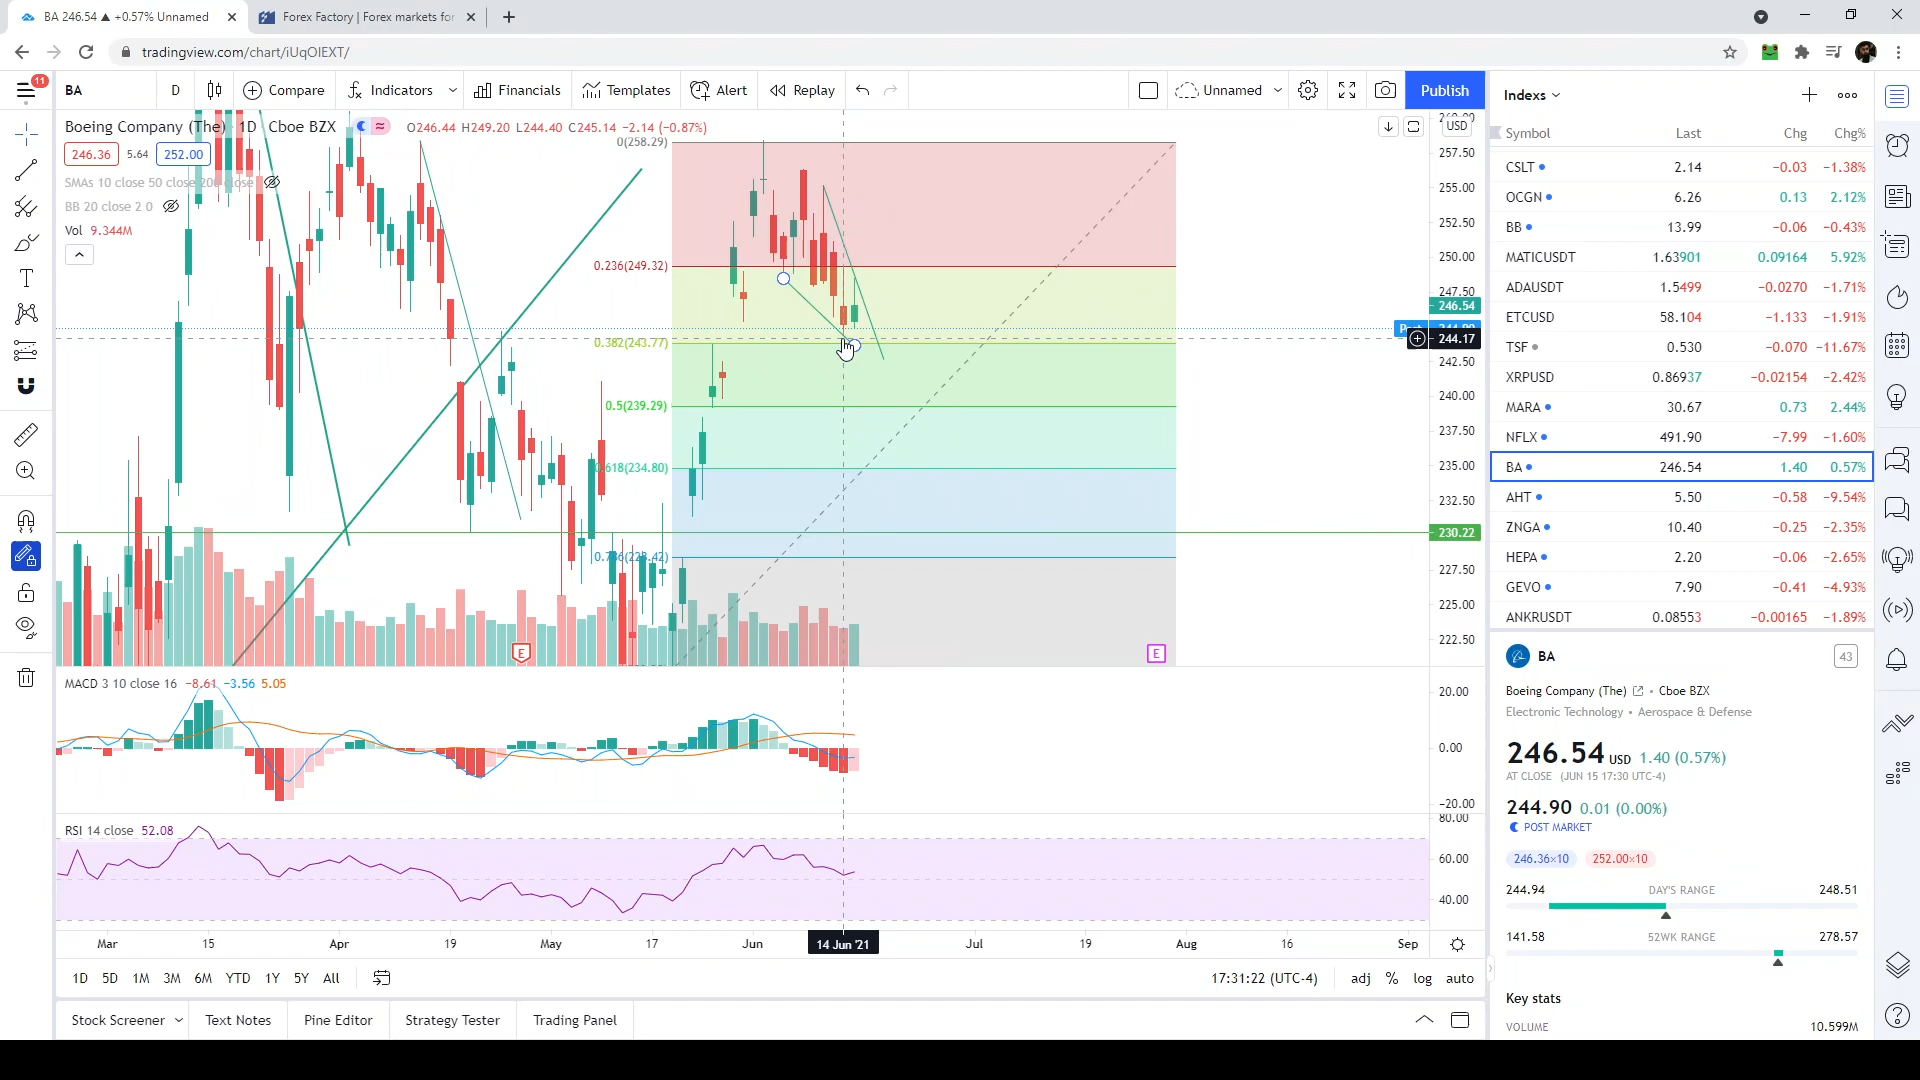 BA 246.54 ▲ +0.57% Unnamed
Forex Factory | Forex markets for
tradingview.com/chart/iUqOIEXT/
11
BA
D
Compare
Indicators
Financials
Templates
Alert
Replay
Unnamed
Publish
Boeing Company (The) 1D Cboe BZX
O246.44 H249.20 L244.40 C245.14 −2.14 (−0.87%)
246.36 5.64 252.00
SMAs 10 close 50 close 200 close
BB 20 close 2 0
Vol 9.344M
0(258.29)
0.236(249.32)
0.382(243.77)
0.5(239.29)
0.618(234.80)
0.786(228.42)
E
E
USD
257.50
255.00
252.50
250.00
247.50
246.54
244.17
242.50
240.00
237.50
235.00
232.50
230.22
227.50
225.00
222.50
MACD 3 10 close 16 −8.61 −3.56 5.05
20.00
0.00
−20.00
RSI 14 close 52.08
80.00
60.00
40.00
Mar 15 Apr 19 May 17 Jun 14 Jun '21 Jul 19 Aug 16 Sep
1D 5D 1M 3M 6M YTD 1Y 5Y All
17:31:22 (UTC-4) adj % log auto
Stock Screener
Text Notes
Pine Editor
Strategy Tester
Trading Panel
Indexs
Symbol Last Chg Chg%
CSLT 2.14 −0.03 −1.38%
OCGN 6.26 0.13 2.12%
BB 13.99 −0.06 −0.43%
MATICUSDT 1.63901 0.09164 5.92%
ADAUSDT 1.5499 −0.0270 −1.71%
ETCUSD 58.104 −1.133 −1.91%
TSF 0.530 −0.070 −11.67%
XRPUSD 0.86937 −0.02154 −2.42%
MARA 30.67 0.73 2.44%
NFLX 491.90 −7.99 −1.60%
BA 246.54 1.40 0.57%
AHT 5.50 −0.58 −9.54%
ZNGA 10.40 −0.25 −2.35%
HEPA 2.20 −0.06 −2.65%
GEVO 7.90 −0.41 −4.93%
ANKRUSDT 0.08553 −0.00165 −1.89%
BA
43
Boeing Company (The) • Cboe BZX
Electronic Technology • Aerospace & Defense
246.54 USD 1.40 (0.57%)
AT CLOSE (JUN 15 17:30 UTC-4)
244.90 0.01 (0.00%)
POST MARKET
246.36×10 252.00×10
244.94 DAY'S RANGE 248.51
141.58 52WK RANGE 278.57
Key stats
VOLUME 10.599M